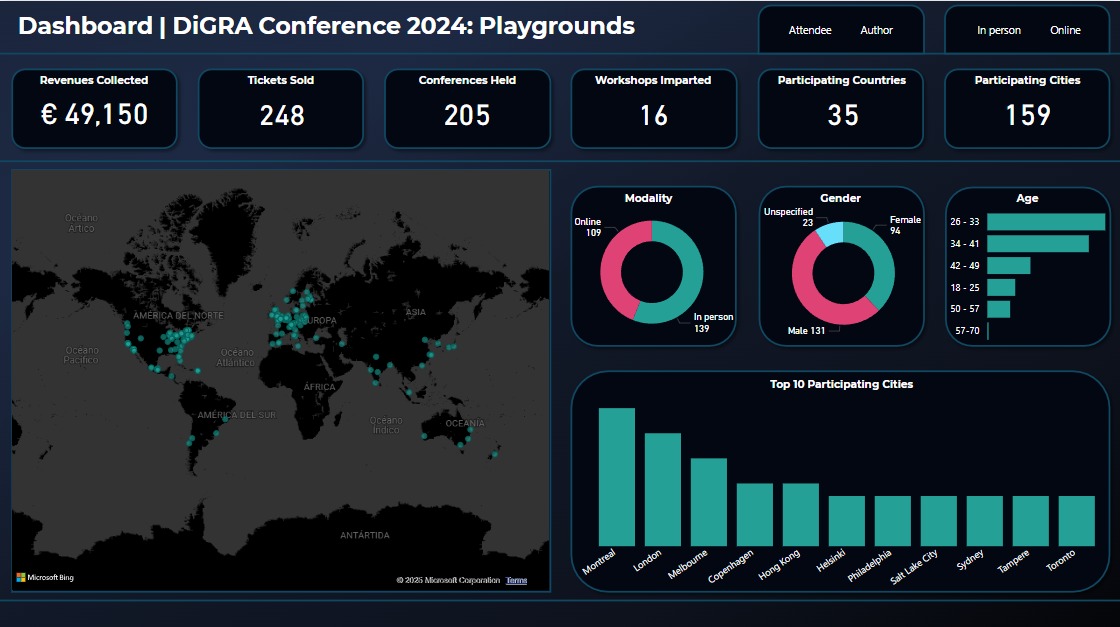 Dashboard | DiGRA Conference 2024: Playgrounds
Attendee
Author
In person
Online
Revenues Collected
€ 49,150
Tickets Sold
248
Conferences Held
205
Workshops Imparted
16
Participating Countries
35
Participating Cities
159
Océano
Ártico
AMÉRICA DEL NORTE
EUROPA
ASIA
Océano
Pacífico
Océano
Atlántico
ÁFRICA
AMÉRICA DEL SUR
Océano
Índico
OCEANÍA
ANTÁRTIDA
Microsoft Bing
© 2025 Microsoft Corporation Terms
Modality
Online
109
In person
139
Gender
Unspecified
23
Female
94
Male 131
Age
26 - 33
34 - 41
42 - 49
18 - 25
50 - 57
57-70
Top 10 Participating Cities
Montreal
London
Melbourne
Copenhagen
Hong Kong
Helsinki
Philadelphia
Salt Lake City
Sydney
Tampere
Toronto